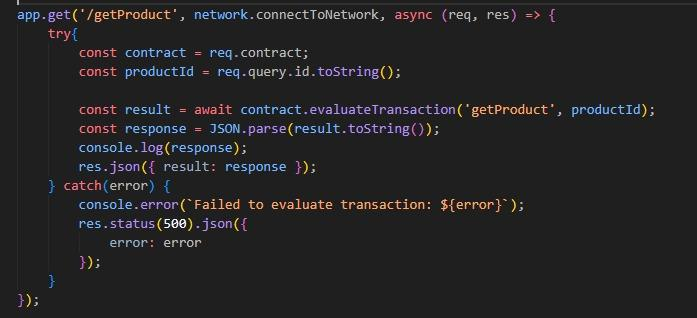 app.get('/getProduct', network.connectToNetwork, async (req, res) => {
    try{
        const contract = req.contract;
        const productId = req.query.id.toString();

        const result = await contract.evaluateTransaction('getProduct', productId);
        const response = JSON.parse(result.toString());
        console.log(response);
        res.json({ result: response });
    } catch(error) {
        console.error(`Failed to evaluate transaction: ${error}`);
        res.status(500).json({
            error: error
        });
    }
});